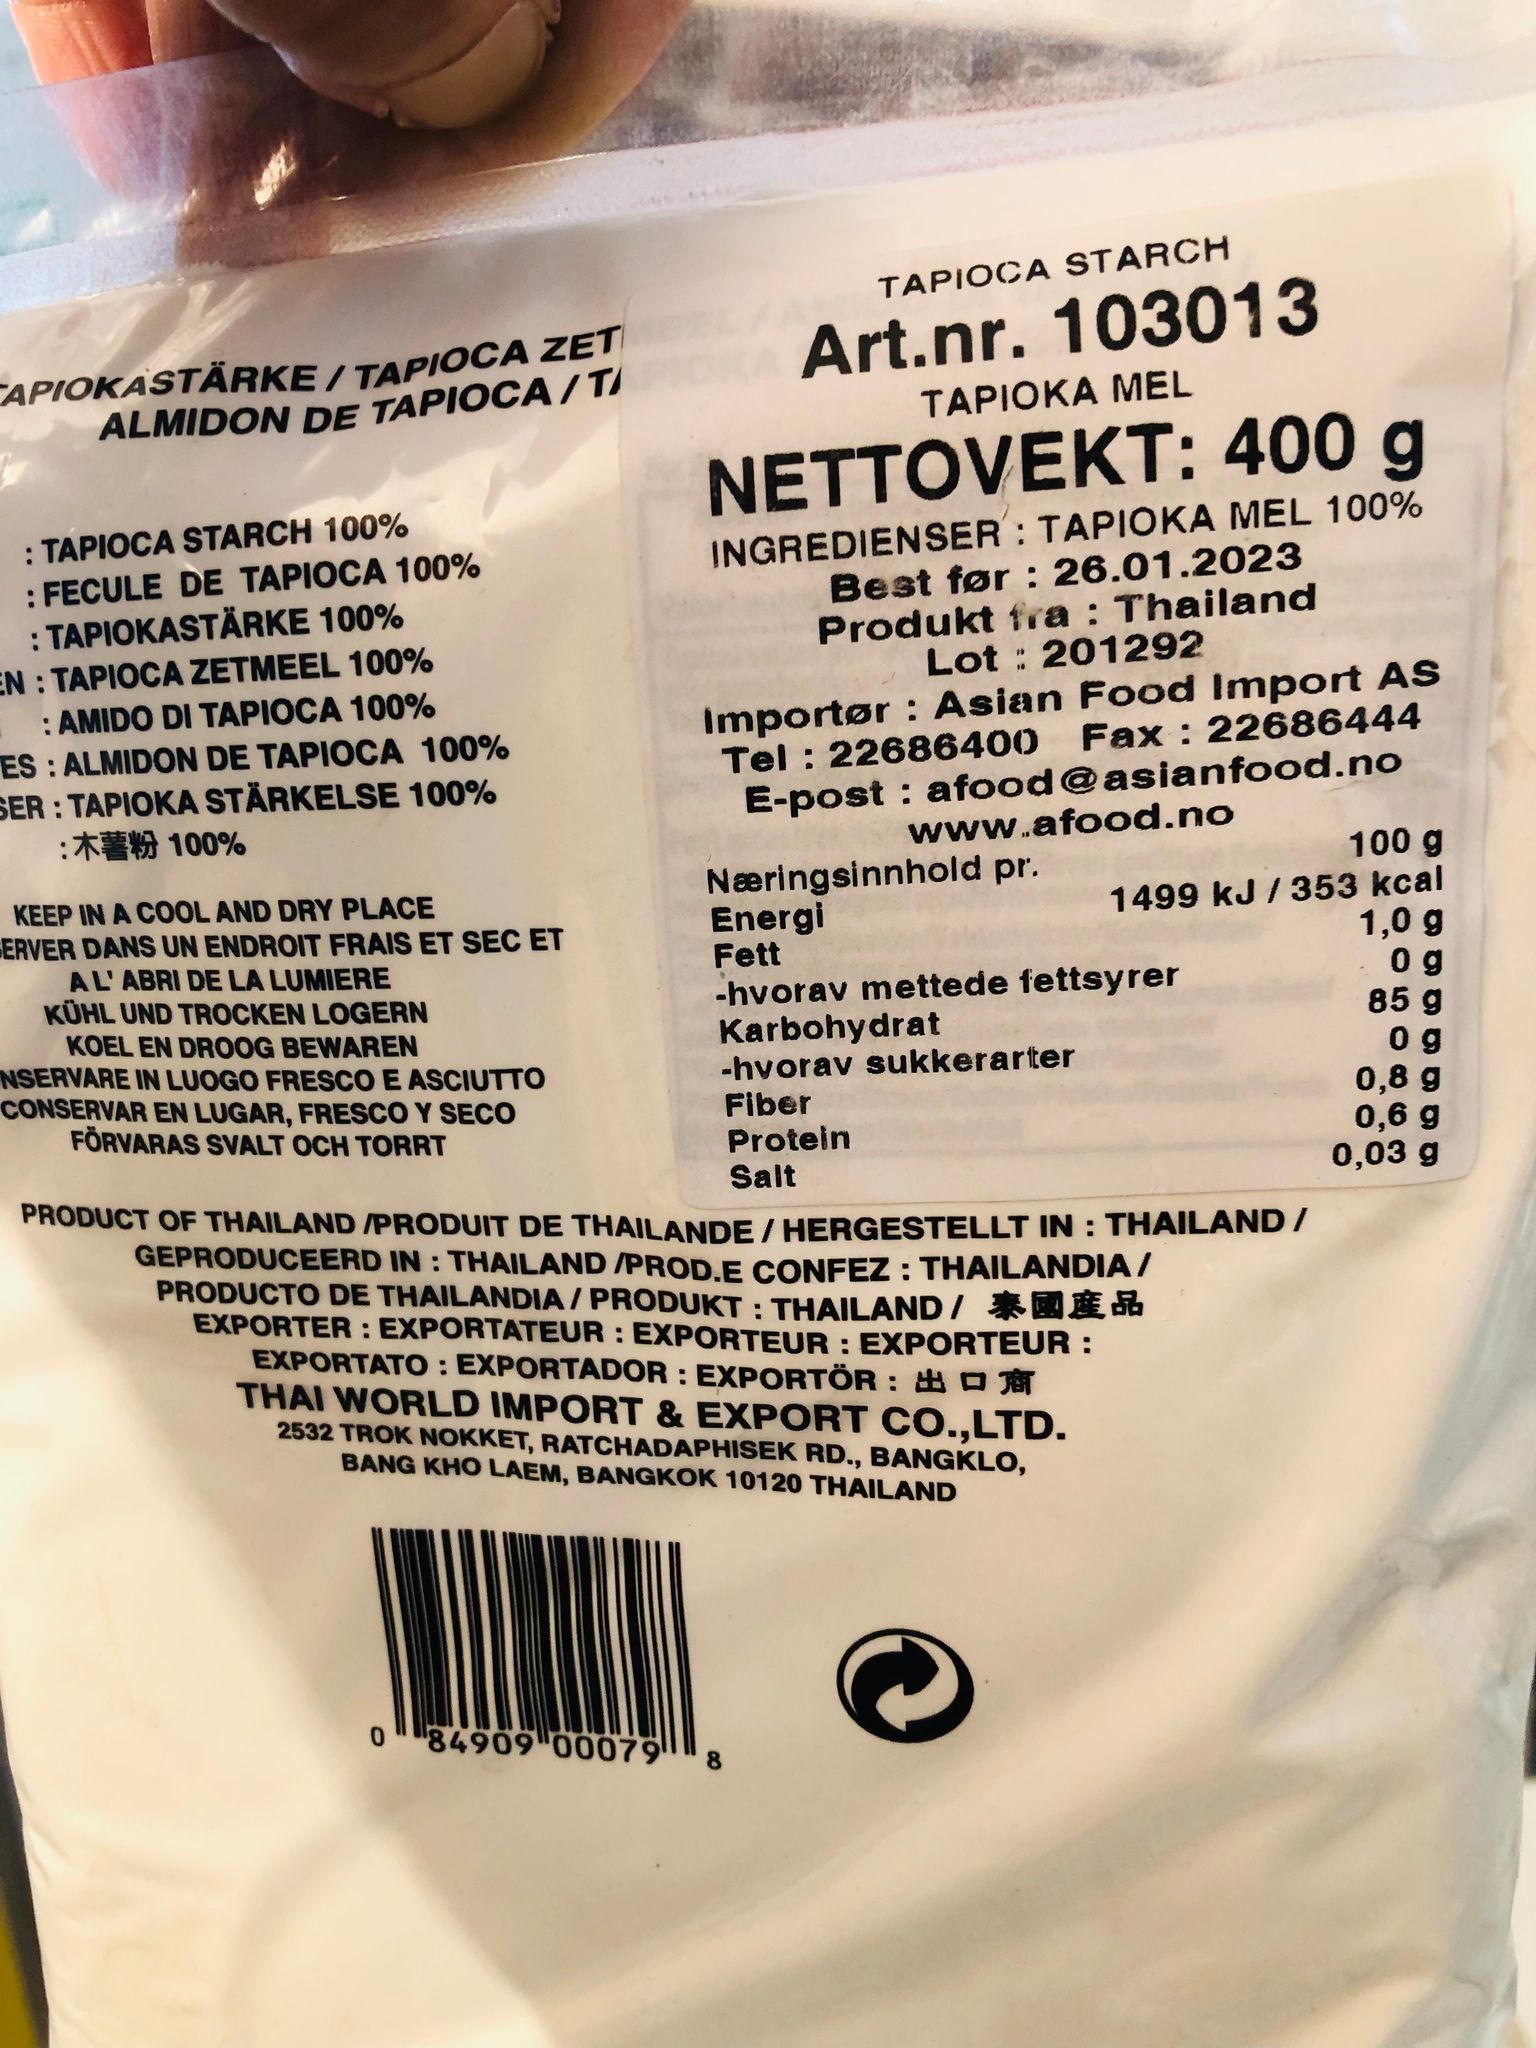 TAPIOKASTÄRKE / TAPIOCA
ALMIDON DE TAPIOCA /
: TAPIOCA STARCH 100%
: FECULE DE TAPIOCA 100%
: TAPIOKASTÄRKE 100%
EN : TAPIOCA ZETMEEL 100%
: AMIDO DI TAPIOCA 100%
ES : ALMIDON DE TAPIOCA 100%
SER : TAPIOKA STÄRKELSE 100%
: 木薯粉 100%
KEEP IN A COOL AND DRY PLACE
ERVER DANS UN ENDROIT FRAIS ET SEC ET
A L' ABRI DE LA LUMIERE
KÜHL UND TROCKEN LOGERN
KOEL EN DROOG BEWAREN
NSERVARE IN LUOGO FRESCO E ASCIUTTO
CONSERVAR EN LUGAR, FRESCO Y SECO
FÖRVARAS SVALT OCH TORRT
TAPIOCA STARCH
Art.nr. 103013
TAPIOKA MEL
NETTOVEKT: 400 g
INGREDIENSER : TAPIOKA MEL 100%
Best før : 26.01.2023
Produkt fra : Thailand
Lot : 201292
Importør : Asian Food Import AS
Tel : 22686400 Fax : 22686444
E-post : afood@asianfood.no
www.afood.no
Næringsinnhold pr. 100 g
Energi 1499 kJ / 353 kcal
Fett 1,0 g
-hvorav mettede fettsyrer 0 g
Karbohydrat 85 g
-hvorav sukkerarter 0 g
Fiber 0,8 g
Protein 0,6 g
Salt 0,03 g
PRODUCT OF THAILAND /PRODUIT DE THAILANDE / HERGESTELLT IN : THAILAND /
GEPRODUCEERD IN : THAILAND /PROD.E CONFEZ : THAILANDIA /
PRODUCTO DE THAILANDIA / PRODUKT : THAILAND / 泰國產品
EXPORTER : EXPORTATEUR : EXPORTEUR : EXPORTEUR :
EXPORTATO : EXPORTADOR : EXPORTÖR : 出口商
THAI WORLD IMPORT & EXPORT CO.,LTD.
2532 TROK NOKKET, RATCHADAPHISEK RD., BANGKLO,
BANG KHO LAEM, BANGKOK 10120 THAILAND
0 84909 00079 8